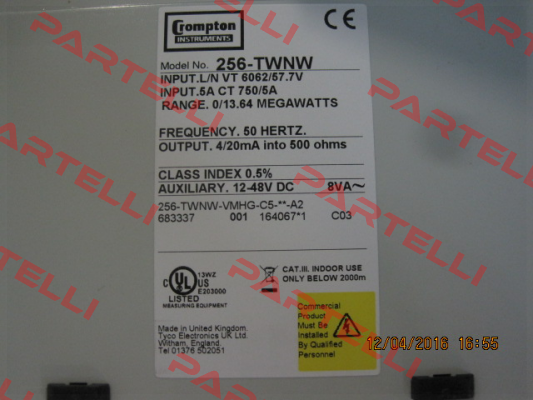 Crompton
INSTRUMENTS
Model No. 256-TWNW
INPUT.L/N VT 6062/57.7V
INPUT.5A CT 750/5A
RANGE. 0/13.64 MEGAWATTS
FREQUENCY. 50 HERTZ.
OUTPUT. 4/20mA into 500 ohms
CLASS INDEX 0.5%
AUXILIARY. 12-48V DC 8VA~
256-TWNW-VMHG-C5-**-A2
683337 001 164067*1 C03
C UL US
13WZ
E203000
LISTED
MEASURING EQUIPMENT
CAT.III. INDOOR USE
ONLY BELOW 2000m
Commercial
Product
Must Be
Installed
By Qualified
Personnel
Made in United Kingdom.
Tyco Electronics UK Ltd.
Witham, England.
Tel 01376 502051
12/04/2016 16:55
PARTELLI
PARTELLI
PARTELLI
PARTELLI
PARTELLI